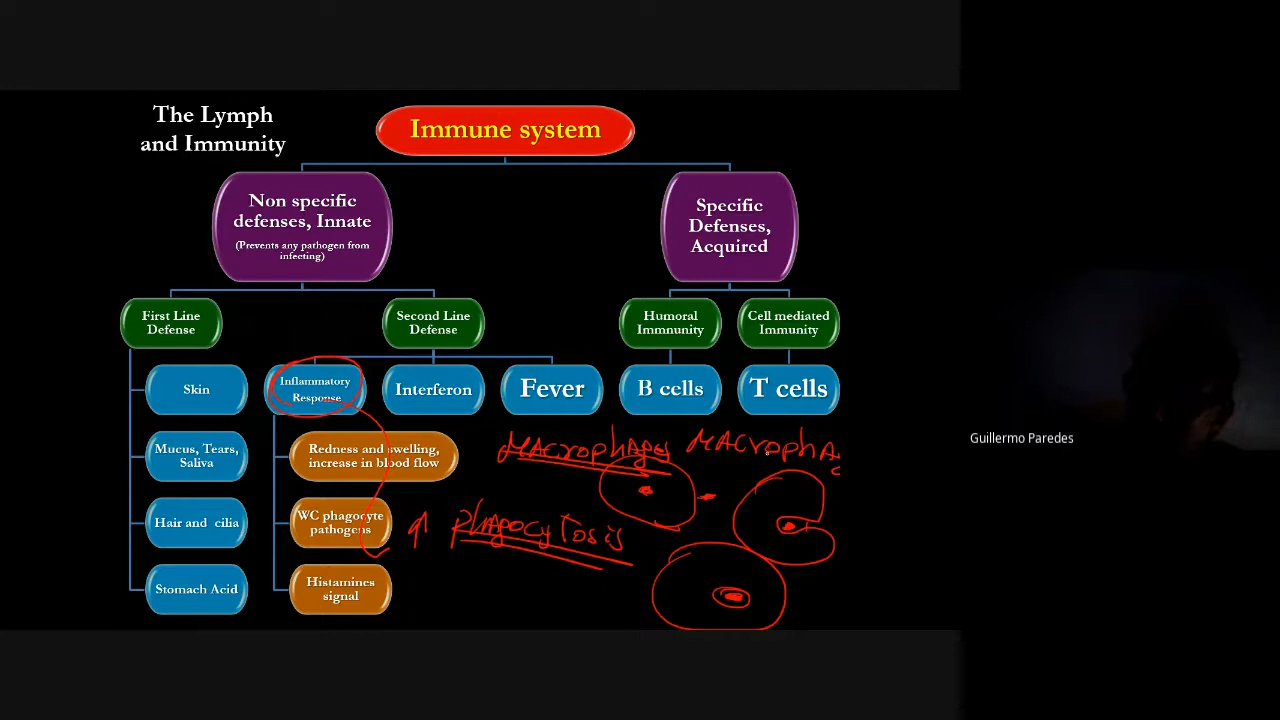 The Lymph
and Immunity
Immune system
Non specific
defenses, Innate
(Prevents any pathogen from
infecting)
Specific
Defenses,
Acquired
First Line
Defense
Second Line
Defense
Humoral
Immnunity
Cell mediated
Immunity
Skin
Inflammatory
Response
Interferon
Fever
B cells
T cells
Mucus, Tears,
Saliva
Redness and swelling,
increase in blood flow
Macrophages
MACropha
Hair and cilia
WC phagocyte
pathogens
Phagocytosis
Stomach Acid
Histamines
signal
Guillermo Paredes